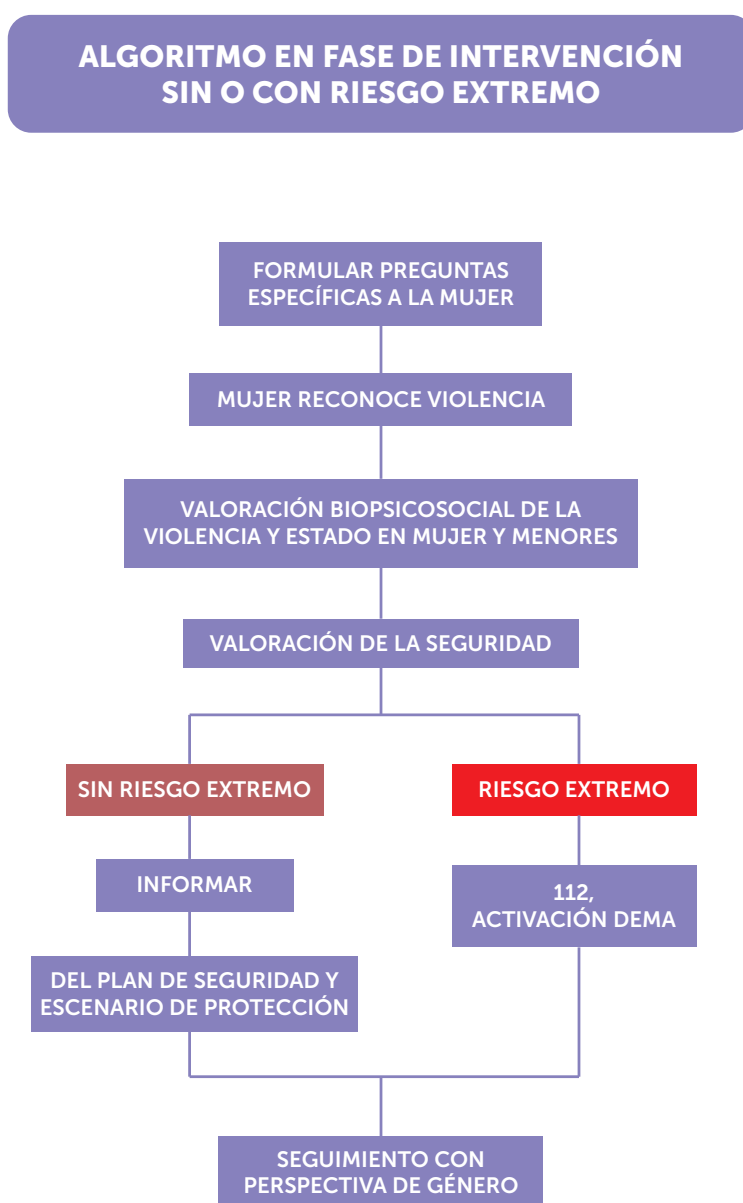 ALGORITMO EN FASE DE INTERVENCIÓN
SIN O CON RIESGO EXTREMO
FORMULAR PREGUNTAS
ESPECÍFICAS A LA MUJER
MUJER RECONOCE VIOLENCIA
VALORACIÓN BIOPSICOSOCIAL DE LA
VIOLENCIA Y ESTADO EN MUJER Y MENORES
VALORACIÓN DE LA SEGURIDAD
SIN RIESGO EXTREMO
INFORMAR
DEL PLAN DE SEGURIDAD Y
ESCENARIO DE PROTECCIÓN
RIESGO EXTREMO
112,
ACTIVACIÓN DEMA
SEGUIMIENTO CON
PERSPECTIVA DE GÉNERO